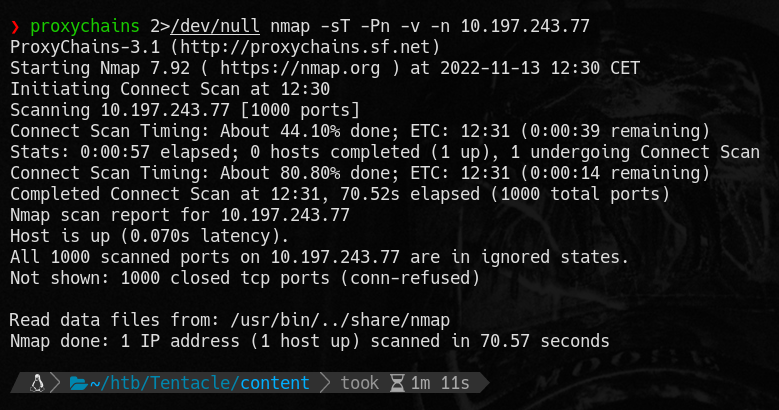 ❯ proxychains 2>/dev/null nmap -sT -Pn -v -n 10.197.243.77
ProxyChains-3.1 (http://proxychains.sf.net)
Starting Nmap 7.92 ( https://nmap.org ) at 2022-11-13 12:30 CET
Initiating Connect Scan at 12:30
Scanning 10.197.243.77 [1000 ports]
Connect Scan Timing: About 44.10% done; ETC: 12:31 (0:00:39 remaining)
Stats: 0:00:57 elapsed; 0 hosts completed (1 up), 1 undergoing Connect Scan
Connect Scan Timing: About 80.80% done; ETC: 12:31 (0:00:14 remaining)
Completed Connect Scan at 12:31, 70.52s elapsed (1000 total ports)
Nmap scan report for 10.197.243.77
Host is up (0.070s latency).
All 1000 scanned ports on 10.197.243.77 are in ignored states.
Not shown: 1000 closed tcp ports (conn-refused)
Read data files from: /usr/bin/../share/nmap
Nmap done: 1 IP address (1 host up) scanned in 70.57 seconds
~/htb/Tentacle/content took 1m 11s